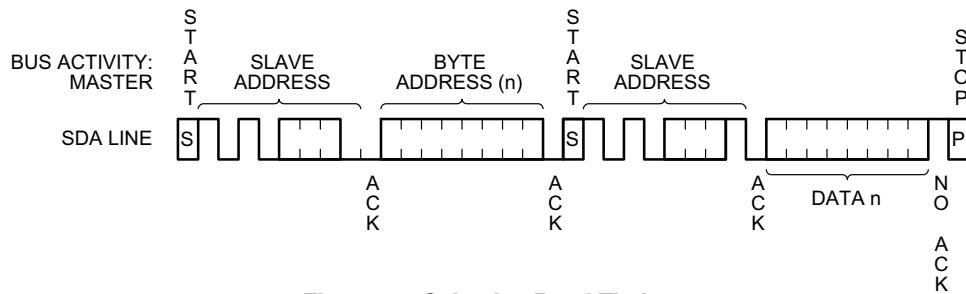 START
START
STOP
BUS ACTIVITY:
MASTER
SLAVE
ADDRESS
BYTE
ADDRESS (n)
SLAVE
ADDRESS
SDA LINE
S
S
P
ACK
ACK
ACK
DATA n
NO ACK